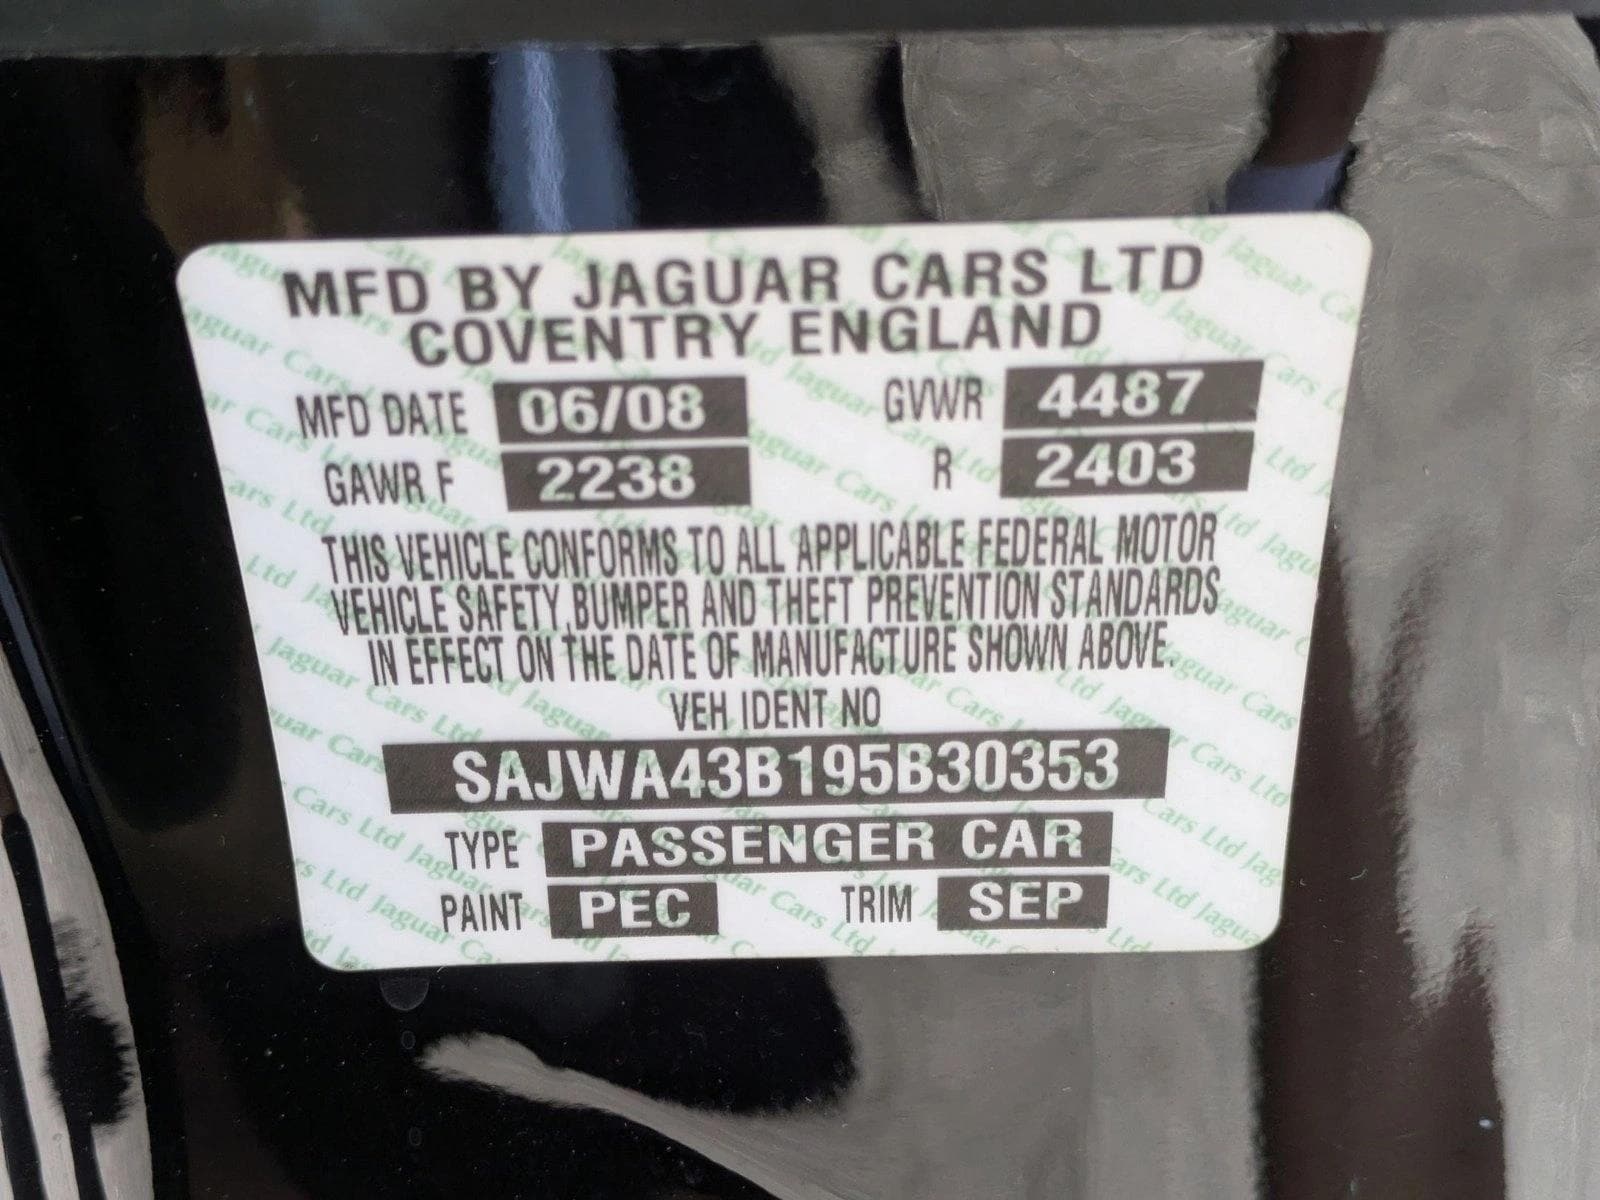 MFD BY JAGUAR CARS LTD
COVENTRY ENGLAND
MFD DATE 06/08 GVWR 4487
GAWR F 2238 R 2403
THIS VEHICLE CONFORMS TO ALL APPLICABLE FEDERAL MOTOR
VEHICLE SAFETY, BUMPER AND THEFT PREVENTION STANDARDS
IN EFFECT ON THE DATE OF MANUFACTURE SHOWN ABOVE.
VEH IDENT NO
SAJWA43B195B30353
TYPE PASSENGER CAR
PAINT PEC TRIM SEP